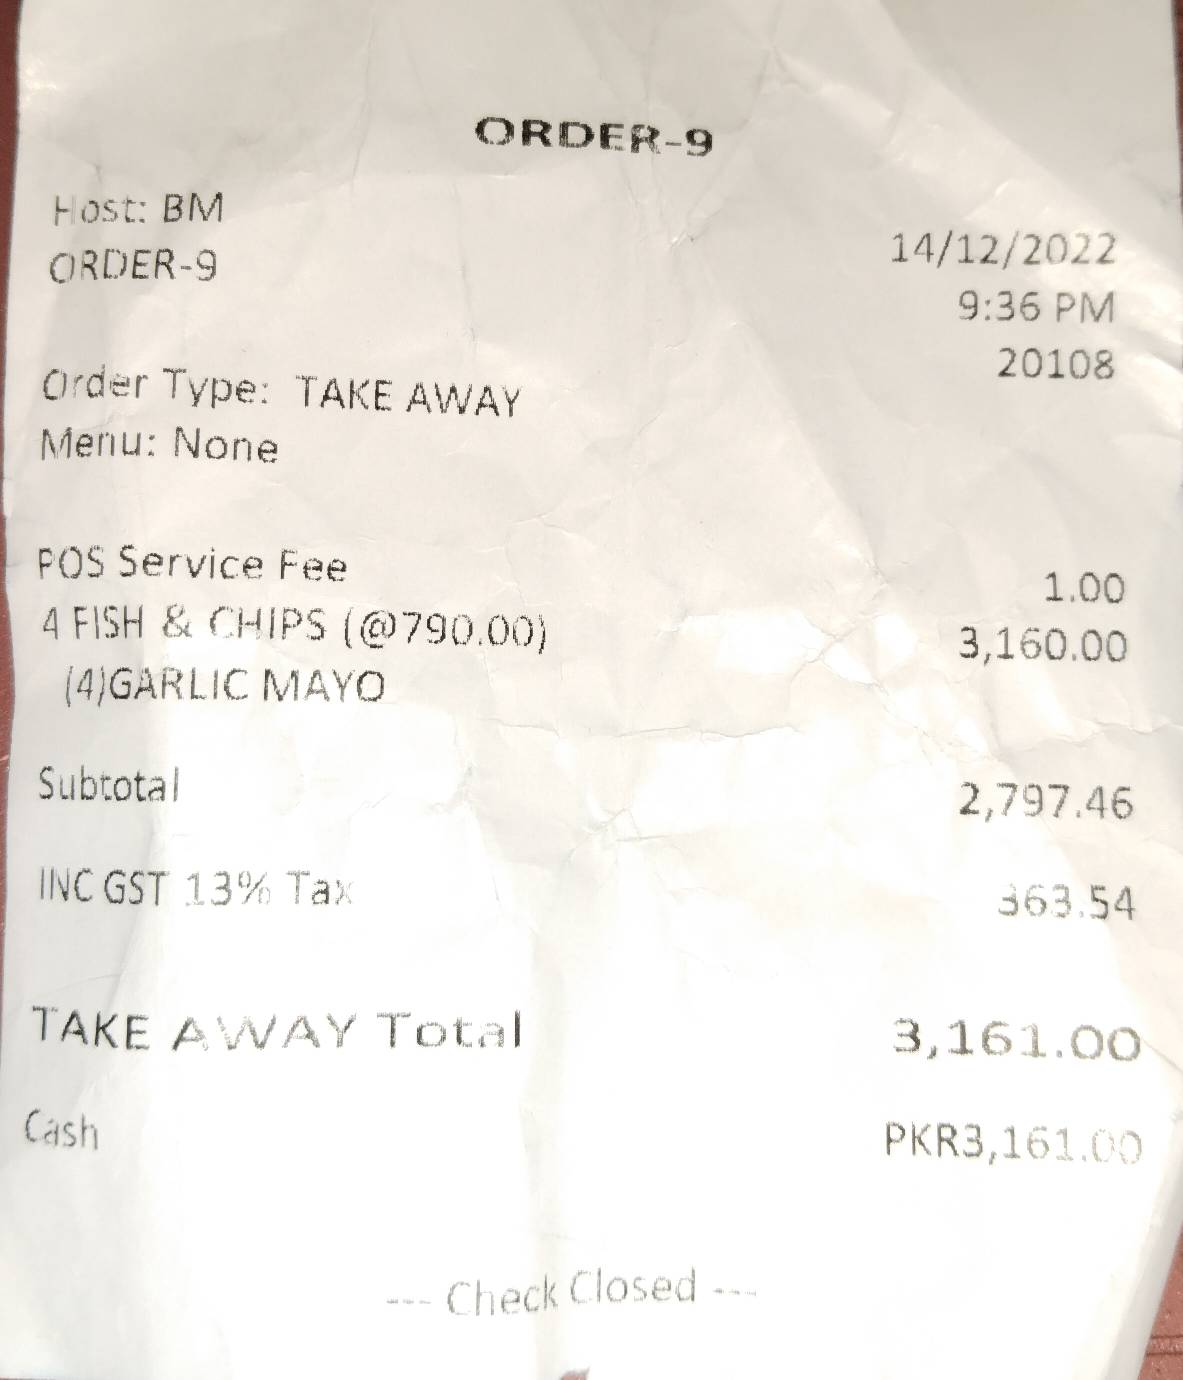 ORDER-9
Host: BM
ORDER-9
14/12/2022
9:36 PM
20108
Order Type: TAKE AWAY
Menu: None
POS Service Fee 1.00
4 FISH & CHIPS (@790.00) 3,160.00
(4)GARLIC MAYO
Subtotal 2,797.46
INC GST 13% Tax 363.54
TAKE AWAY Total 3,161.00
Cash PKR3,161.00
--- Check Closed ---